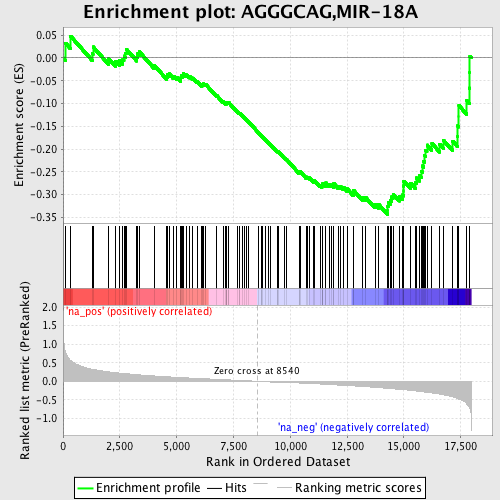 Enrichment plot: AGGGCAG,MIR-18A
Enrichment score (ES)
0.05
0.00
-0.05
-0.10
-0.15
-0.20
-0.25
-0.30
-0.35
'na_pos' (positively correlated)
Ranked list metric (PreRanked)
2.0
1.5
1.0
0.5
0.0
-0.5
-1.0
Zero cross at 8540
'na_neg' (negatively correlated)
0
2,500
5,000
7,500
10,000
12,500
15,000
17,500
Rank in Ordered Dataset
Enrichment profile
Hits
Ranking metric scores